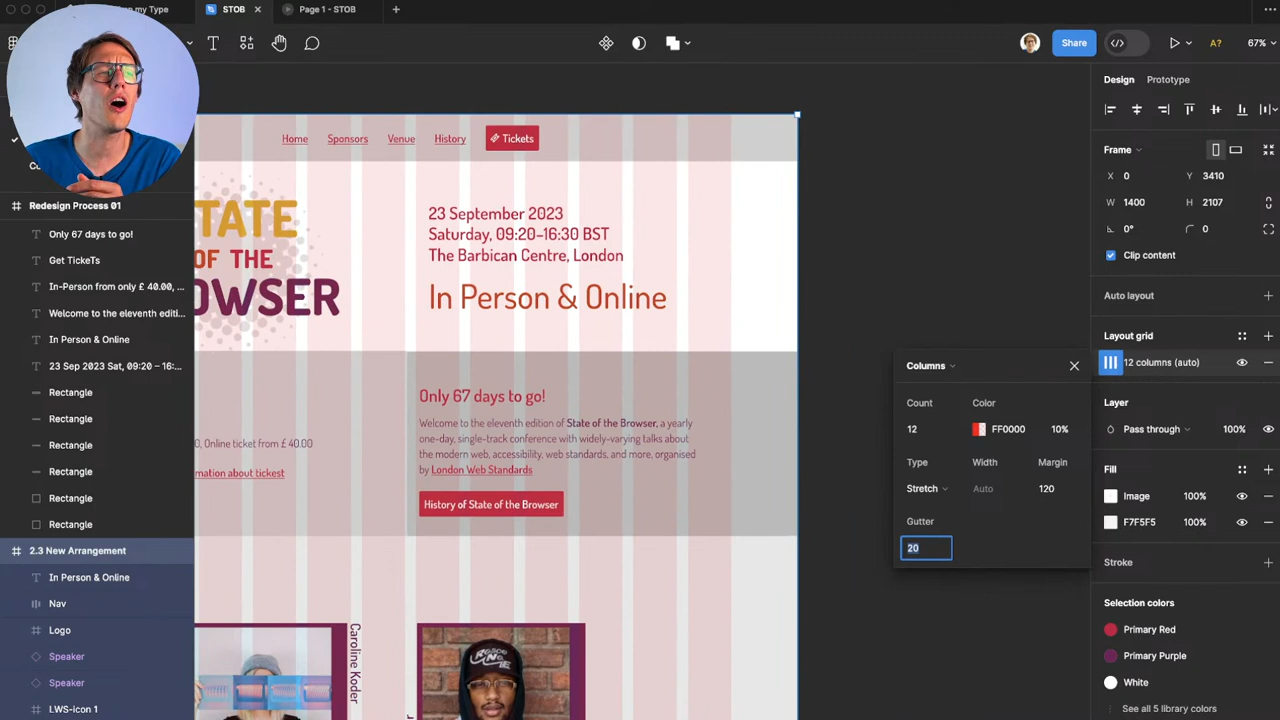 on my Type
STOB
Page 1 - STOB
Share
A?
67%
Design
Prototype
Frame
X 0
Y 3410
W 1400
H 2107
0°
0
Clip content
Auto layout
Layout grid
12 columns (auto)
Layer
Pass through
100%
Fill
Image
100%
F7F5F5
100%
Stroke
Selection colors
Primary Red
Primary Purple
White
See all 5 library colors
Columns
Count
Color
12
FF0000
10%
Type
Width
Margin
Stretch
Auto
120
Gutter
20
Redesign Process 01
Only 67 days to go!
Get TickeTs
In-Person from only £ 40.00, ...
Welcome to the eleventh editi...
In Person & Online
23 Sep 2023 Sat, 09:20 – 16:...
Rectangle
Rectangle
Rectangle
Rectangle
Rectangle
Rectangle
2.3 New Arrangement
In Person & Online
Nav
Logo
Speaker
Speaker
LWS-icon 1
Home
Sponsors
Venue
History
Tickets
TATE
OF THE
OWSER
23 September 2023
Saturday, 09:20–16:30 BST
The Barbican Centre, London
In Person & Online
0, Online ticket from £ 40.00
mation about tickest
Only 67 days to go!
Welcome to the eleventh edition of State of the Browser, a yearly
one-day, single-track conference with widely-varying talks about
the modern web, accessibility, web standards, and more, organised
by London Web Standards
History of State of the Browser
Caroline Koder